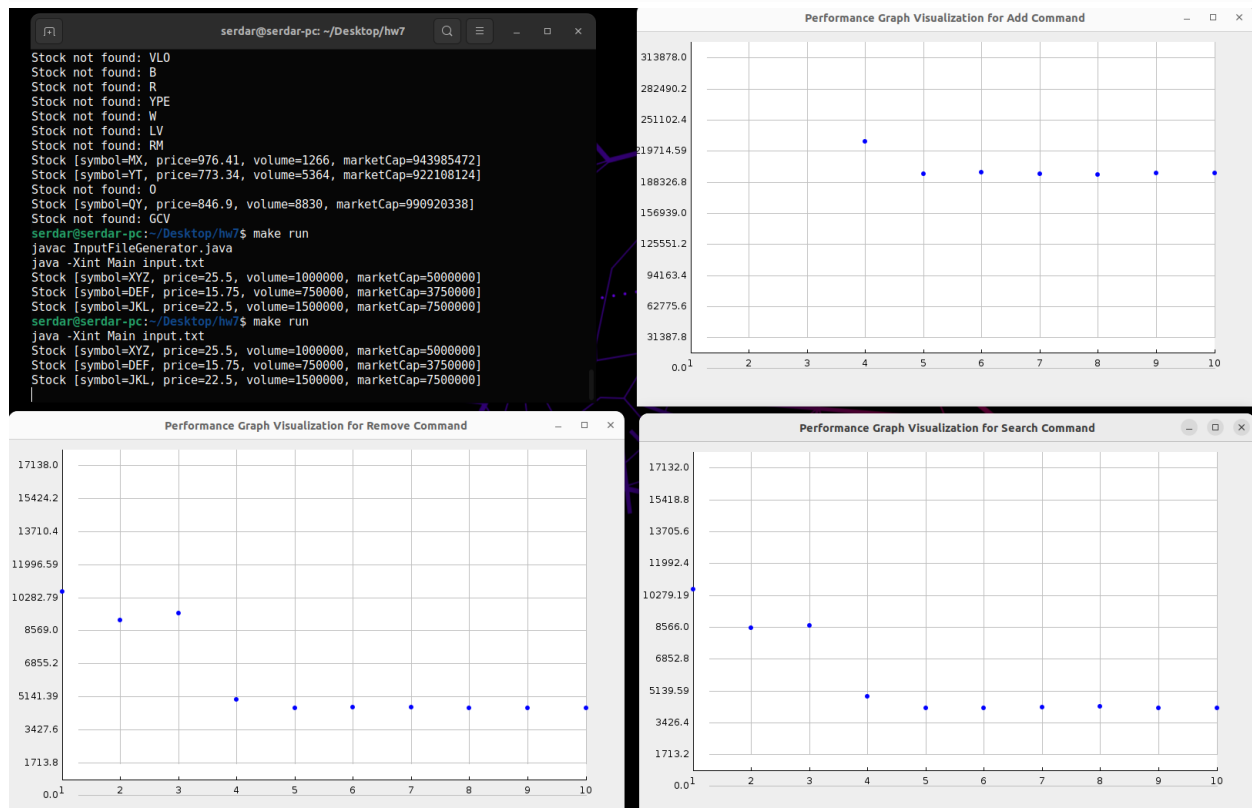 serdar@serdar-pc: ~/Desktop/hw7
Stock not found: VLO
Stock not found: B
Stock not found: R
Stock not found: YPE
Stock not found: W
Stock not found: LV
Stock not found: RM
Stock [symbol=MX, price=976.41, volume=1266, marketCap=943985472]
Stock [symbol=YT, price=773.34, volume=5364, marketCap=922108124]
Stock not found: O
Stock [symbol=QY, price=846.9, volume=8830, marketCap=990920338]
Stock not found: GCV
serdar@serdar-pc:~/Desktop/hw7$ make run
javac InputFileGenerator.java
java -Xint Main input.txt
Stock [symbol=XYZ, price=25.5, volume=1000000, marketCap=5000000]
Stock [symbol=DEF, price=15.75, volume=750000, marketCap=3750000]
Stock [symbol=JKL, price=22.5, volume=1500000, marketCap=7500000]
serdar@serdar-pc:~/Desktop/hw7$ make run
java -Xint Main input.txt
Stock [symbol=XYZ, price=25.5, volume=1000000, marketCap=5000000]
Stock [symbol=DEF, price=15.75, volume=750000, marketCap=3750000]
Stock [symbol=JKL, price=22.5, volume=1500000, marketCap=7500000]
Performance Graph Visualization for Add Command
313878.0
282490.2
251102.4
219714.59
188326.8
156939.0
125551.2
94163.4
62775.6
31387.8
0.0
1 2 3 4 5 6 7 8 9 10
Performance Graph Visualization for Remove Command
17138.0
15424.2
13710.4
11996.59
10282.79
8569.0
6855.2
5141.39
3427.6
1713.8
0.0
1 2 3 4 5 6 7 8 9 10
Performance Graph Visualization for Search Command
17132.0
15418.8
13705.6
11992.4
10279.19
8566.0
6852.8
5139.59
3426.4
1713.2
0.0
1 2 3 4 5 6 7 8 9 10